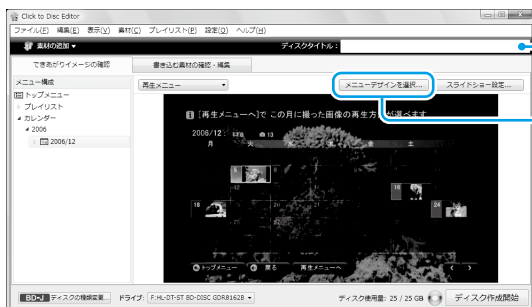 Click to Disc Editor
ファイル(F) 編集(E) 表示(V) 素材(C) プレイリスト(P) 設定(O) ヘルプ(H)
素材の追加 ▾ ディスクタイトル：
できあがりイメージの確認 書き込む素材の確認・編集
メニュー構成 再生メニュー メニューデザインを選択... スライドショー設定...
トップメニュー
プレイリスト
カレンダー
2006
2006/12
[再生メニューへ]で この月に撮った画像の再生方法が選べます
2006/12: 13
月 火 水 木 金 土
5
12
16
18 24
トップメニュー 戻る 再生メニューへ
BD-J ディスクの種類変更... ドライブ： F:HL-DT-ST BD-DISC GDR8162B ディスク使用量： 25 / 25 GB ディスク作成開始